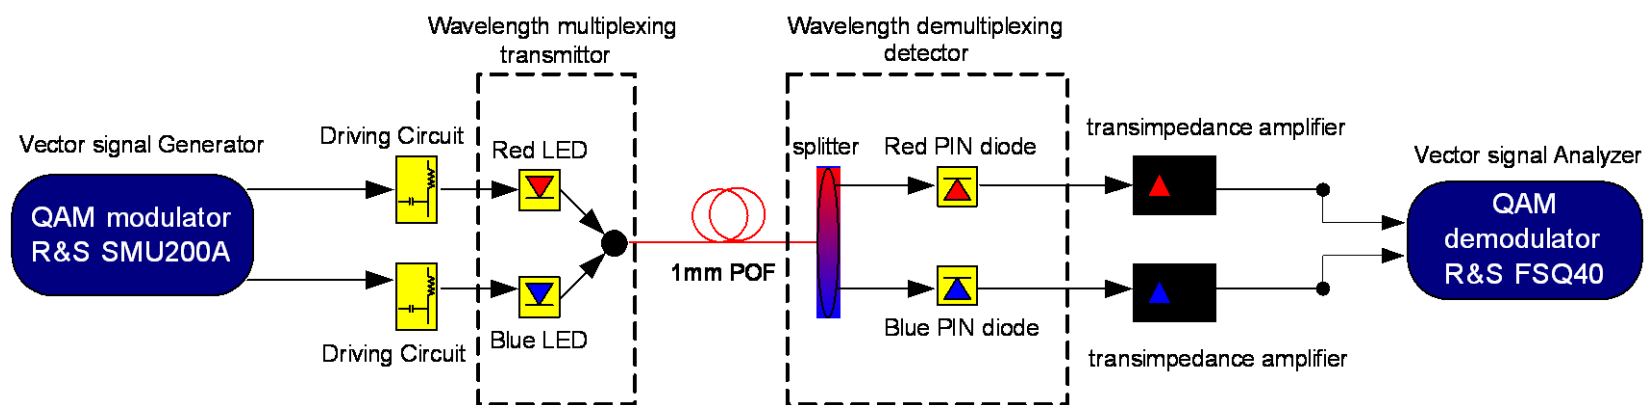 Wavelength multiplexing
transmittor
Wavelength demultiplexing
detector
Vector signal Generator
Driving Circuit
Red LED
splitter
Red PIN diode
transimpedance amplifier
Vector signal Analyzer
QAM modulator
R&S SMU200A
1mm POF
QAM
demodulator
R&S FSQ40
Driving Circuit
Blue LED
Blue PIN diode
transimpedance amplifier